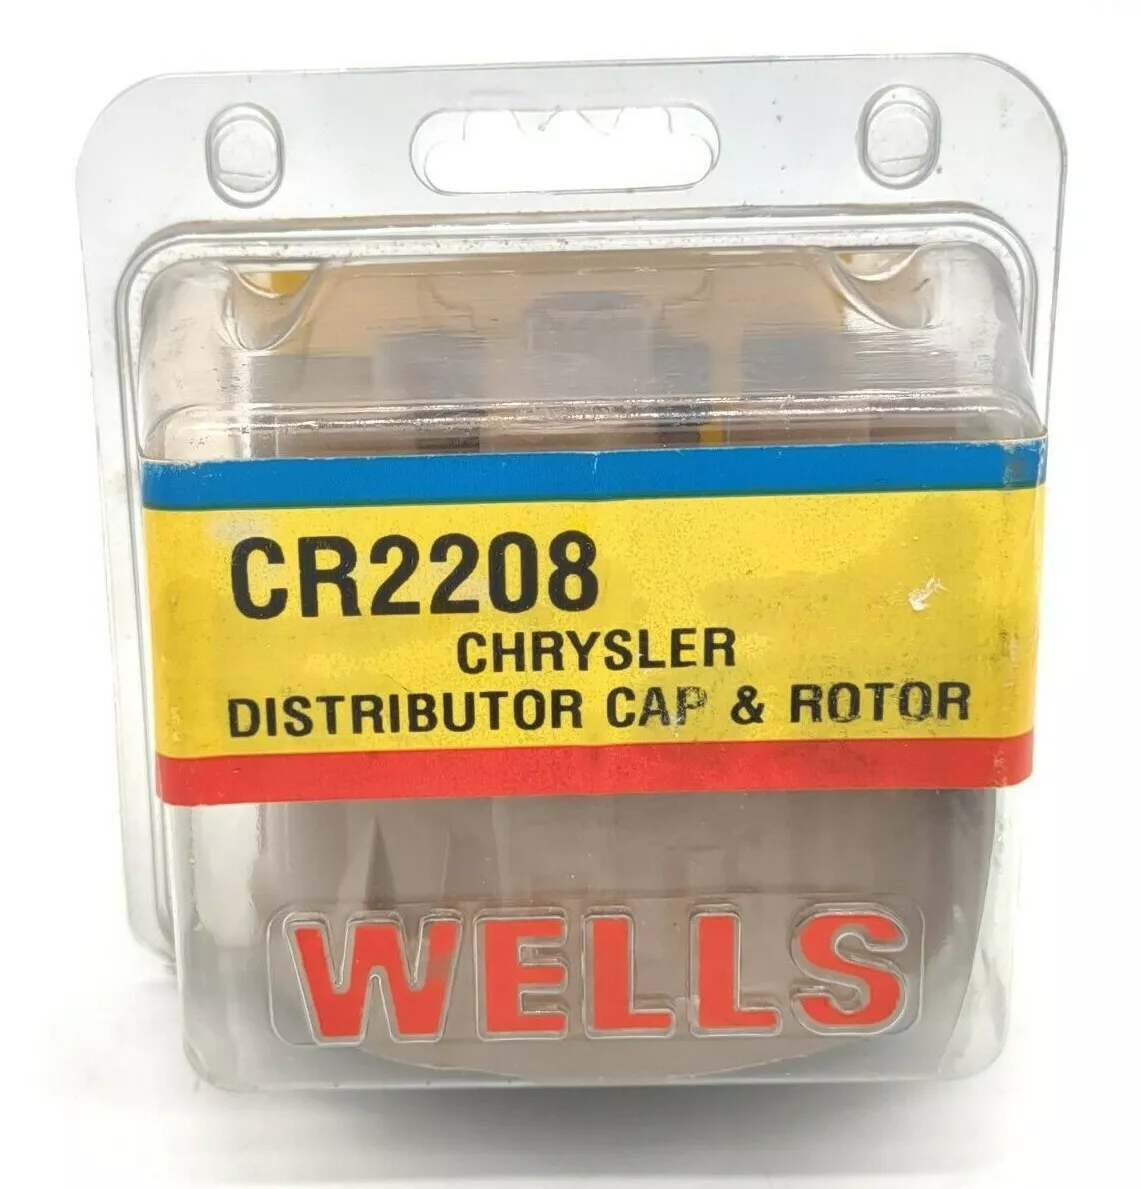 CR2208
CHRYSLER
DISTRIBUTOR CAP & ROTOR
WELLS